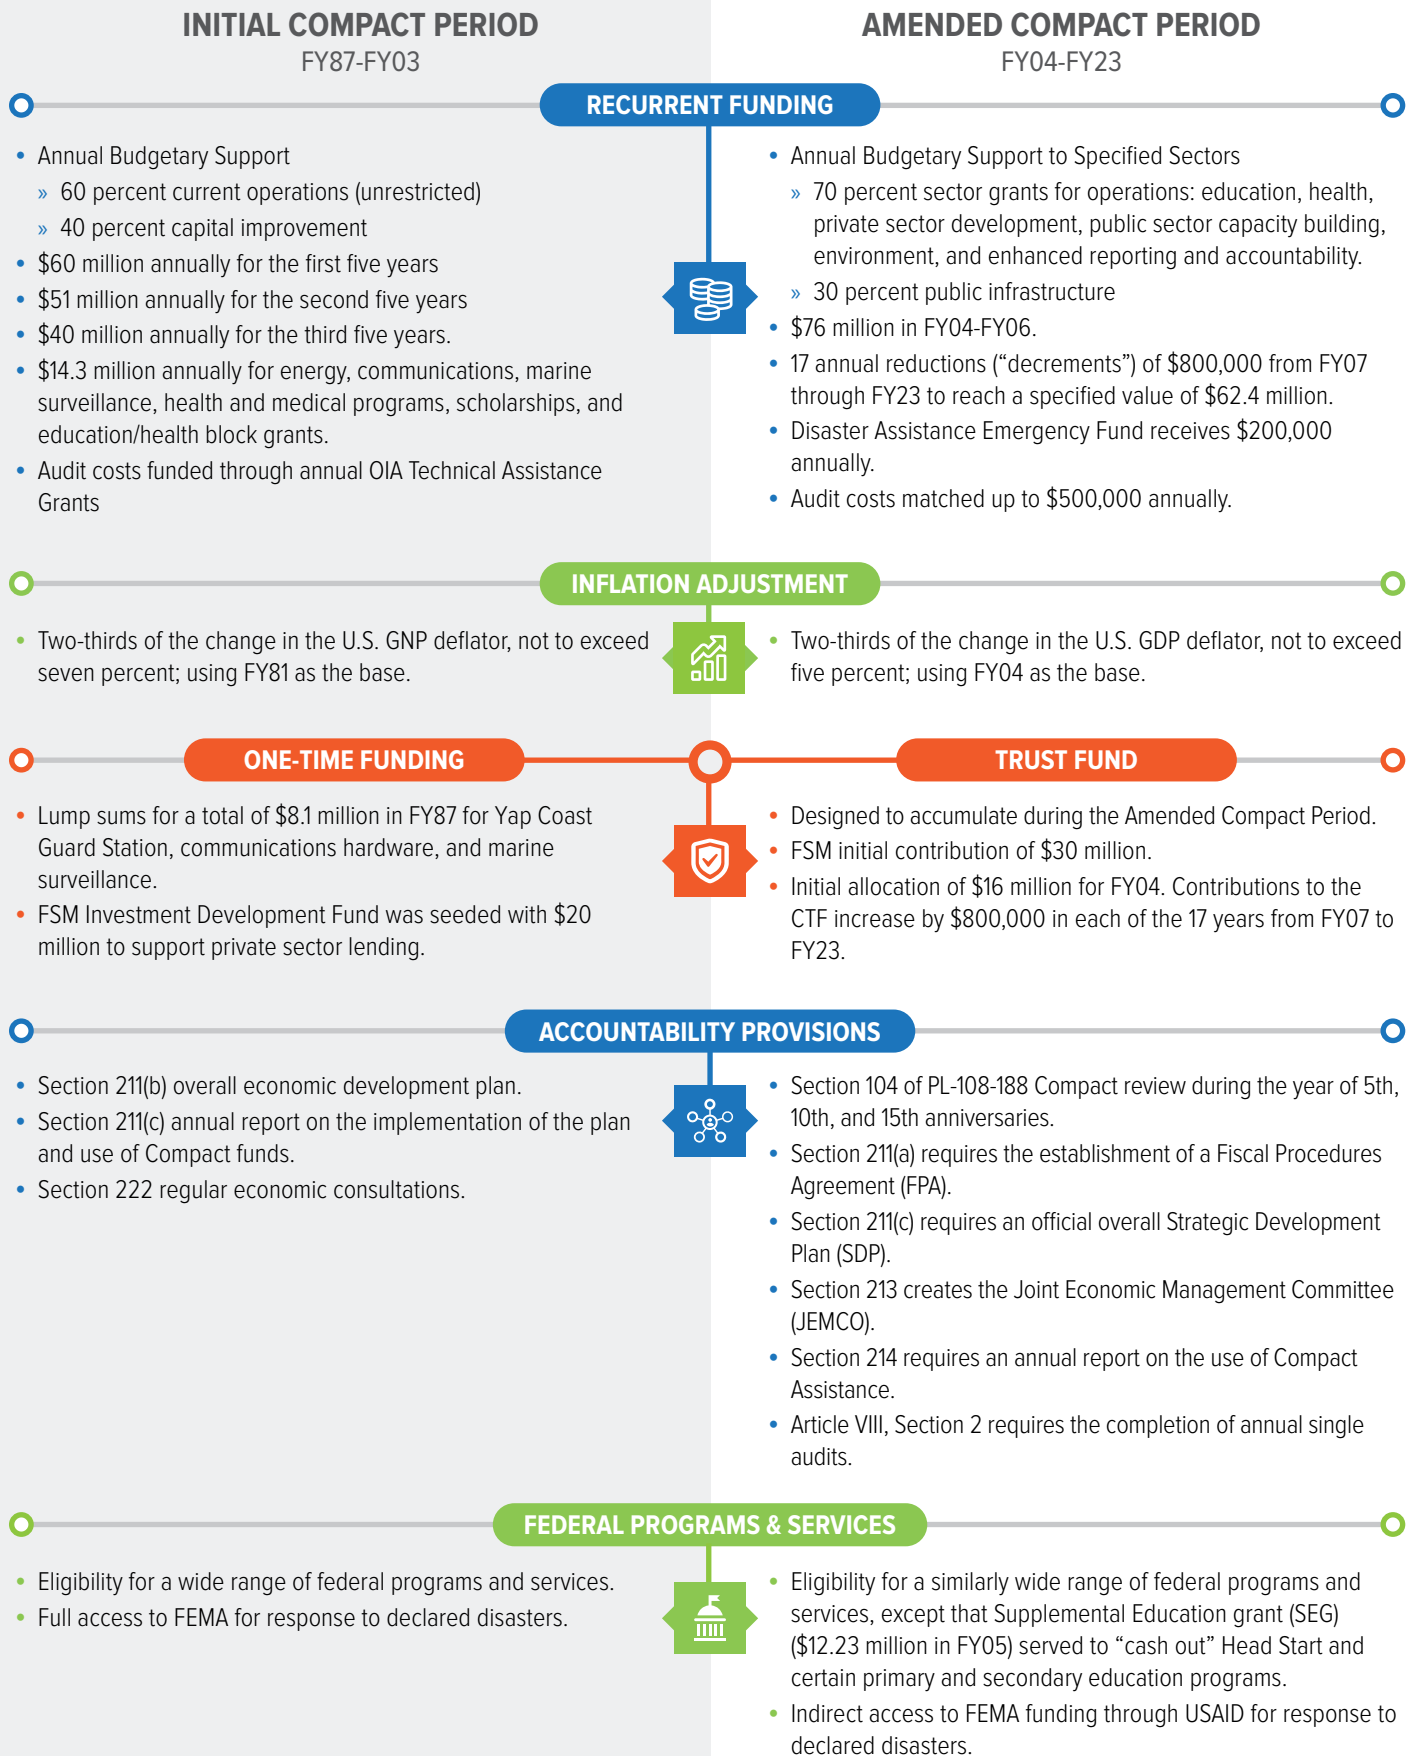 INITIAL COMPACT PERIOD
FY87-FY03
AMENDED COMPACT PERIOD
FY04-FY23
RECURRENT FUNDING
• Annual Budgetary Support
» 60 percent current operations (unrestricted)
» 40 percent capital improvement
• $60 million annually for the first five years
• $51 million annually for the second five years
• $40 million annually for the third five years.
• $14.3 million annually for energy, communications, marine
surveillance, health and medical programs, scholarships, and
education/health block grants.
• Audit costs funded through annual OIA Technical Assistance
Grants
• Annual Budgetary Support to Specified Sectors
» 70 percent sector grants for operations: education, health,
private sector development, public sector capacity building,
environment, and enhanced reporting and accountability.
» 30 percent public infrastructure
• $76 million in FY04-FY06.
• 17 annual reductions (“decrements”) of $800,000 from FY07
through FY23 to reach a specified value of $62.4 million.
• Disaster Assistance Emergency Fund receives $200,000
annually.
• Audit costs matched up to $500,000 annually.
INFLATION ADJUSTMENT
• Two-thirds of the change in the U.S. GNP deflator, not to exceed
seven percent; using FY81 as the base.
• Two-thirds of the change in the U.S. GDP deflator, not to exceed
five percent; using FY04 as the base.
ONE-TIME FUNDING
• Lump sums for a total of $8.1 million in FY87 for Yap Coast
Guard Station, communications hardware, and marine
surveillance.
• FSM Investment Development Fund was seeded with $20
million to support private sector lending.
TRUST FUND
• Designed to accumulate during the Amended Compact Period.
• FSM initial contribution of $30 million.
• Initial allocation of $16 million for FY04. Contributions to the
CTF increase by $800,000 in each of the 17 years from FY07 to
FY23.
ACCOUNTABILITY PROVISIONS
• Section 211(b) overall economic development plan.
• Section 211(c) annual report on the implementation of the plan
and use of Compact funds.
• Section 222 regular economic consultations.
• Section 104 of PL-108-188 Compact review during the year of 5th,
10th, and 15th anniversaries.
• Section 211(a) requires the establishment of a Fiscal Procedures
Agreement (FPA).
• Section 211(c) requires an official overall Strategic Development
Plan (SDP).
• Section 213 creates the Joint Economic Management Committee
(JEMCO).
• Section 214 requires an annual report on the use of Compact
Assistance.
• Article VIII, Section 2 requires the completion of annual single
audits.
FEDERAL PROGRAMS & SERVICES
• Eligibility for a wide range of federal programs and services.
• Full access to FEMA for response to declared disasters.
• Eligibility for a similarly wide range of federal programs and
services, except that Supplemental Education grant (SEG)
($12.23 million in FY05) served to “cash out” Head Start and
certain primary and secondary education programs.
• Indirect access to FEMA funding through USAID for response to
declared disasters.